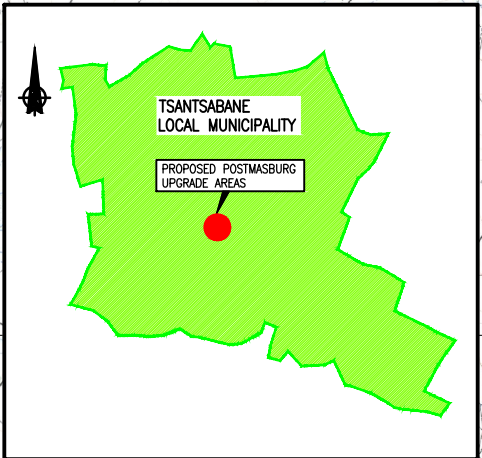 TSANTSABANE
LOCAL MUNICIPALITY
PROPOSED POSTMASBURG
UPGRADE AREAS